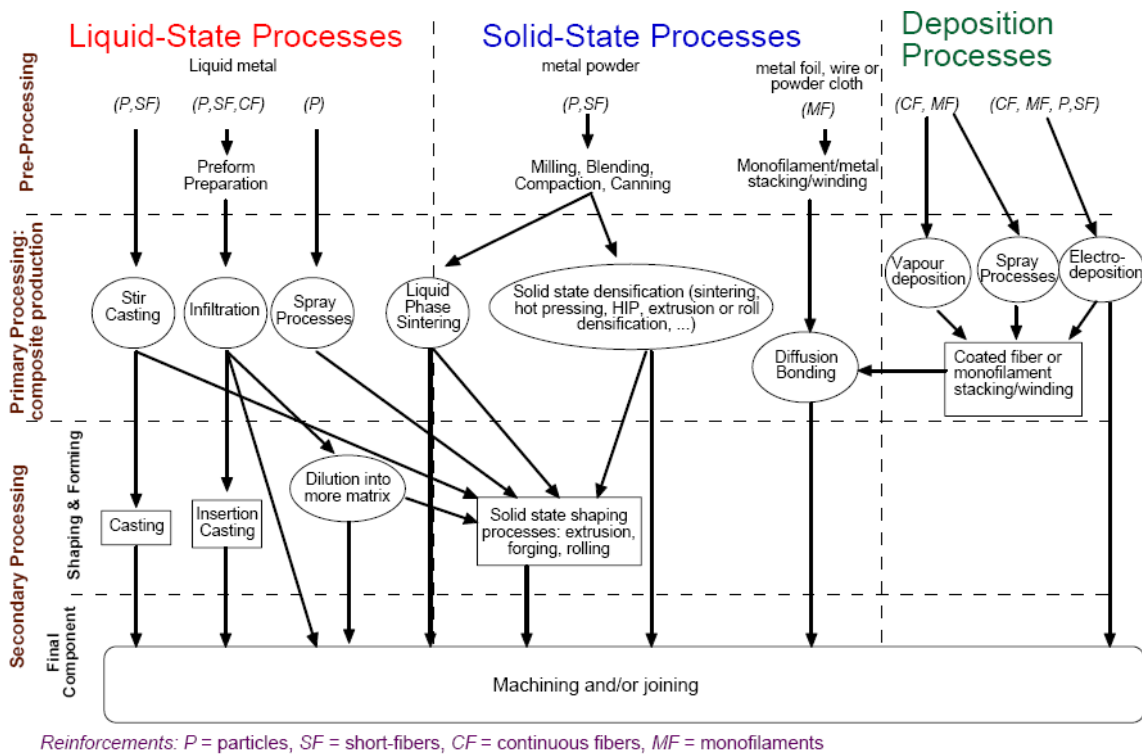 Liquid-State Processes
Solid-State Processes
Deposition
Processes
Liquid metal
metal powder
metal foil, wire or
powder cloth
(P,SF)
(P,SF,CF)
(P)
(P,SF)
(MF)
(CF, MF)
(CF, MF, P,SF)
Pre-Processing
Preform
Preparation
Milling, Blending,
Compaction, Canning
Monofilament/metal
stacking/winding
Primary Processing:
composite production
Stir
Casting
Infiltration
Spray
Processes
Liquid
Phase
Sintering
Solid state densification (sintering,
hot pressing, HIP, extrusion or roll
densification, ...)
Diffusion
Bonding
Vapour
deposition
Spray
Processes
Electro-
deposition
Coated fiber or
monofilament
stacking/winding
Secondary Processing
Shaping & Forming
Casting
Insertion
Casting
Dilution into
more matrix
Solid state shaping
processes: extrusion,
forging, rolling
Final
Component
Machining and/or joining
Reinforcements: P = particles, SF = short-fibers, CF = continuous fibers, MF = monofilaments